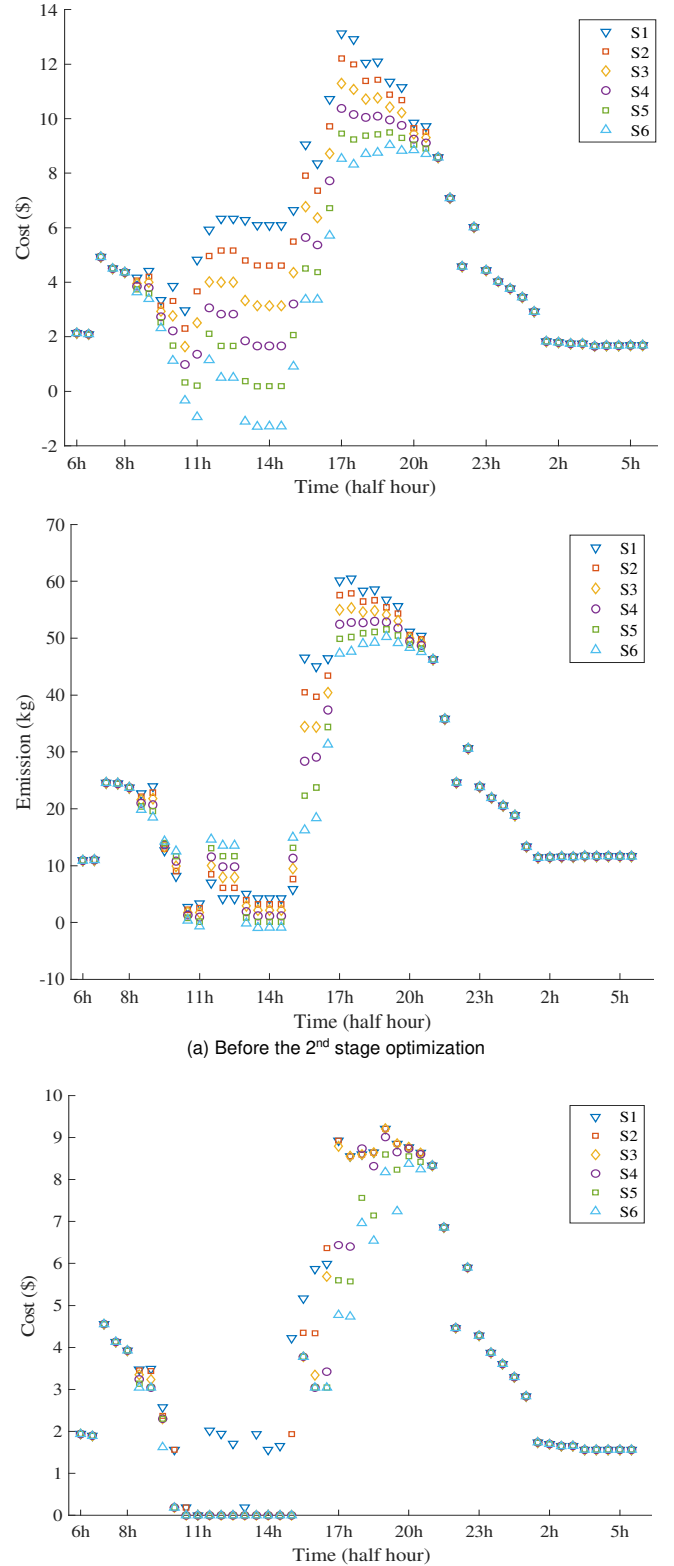 14
12
10
8
6
4
2
0
-2
Cost ($)
S1
S2
S3
S4
S5
S6
6h 8h 11h 14h 17h 20h 23h 2h 5h
Time (half hour)
70
60
50
40
30
20
10
0
-10
Emission (kg)
S1
S2
S3
S4
S5
S6
6h 8h 11h 14h 17h 20h 23h 2h 5h
Time (half hour)
(a) Before the 2nd stage optimization
10
9
8
7
6
5
4
3
2
1
0
Cost ($)
S1
S2
S3
S4
S5
S6
6h 8h 11h 14h 17h 20h 23h 2h 5h
Time (half hour)